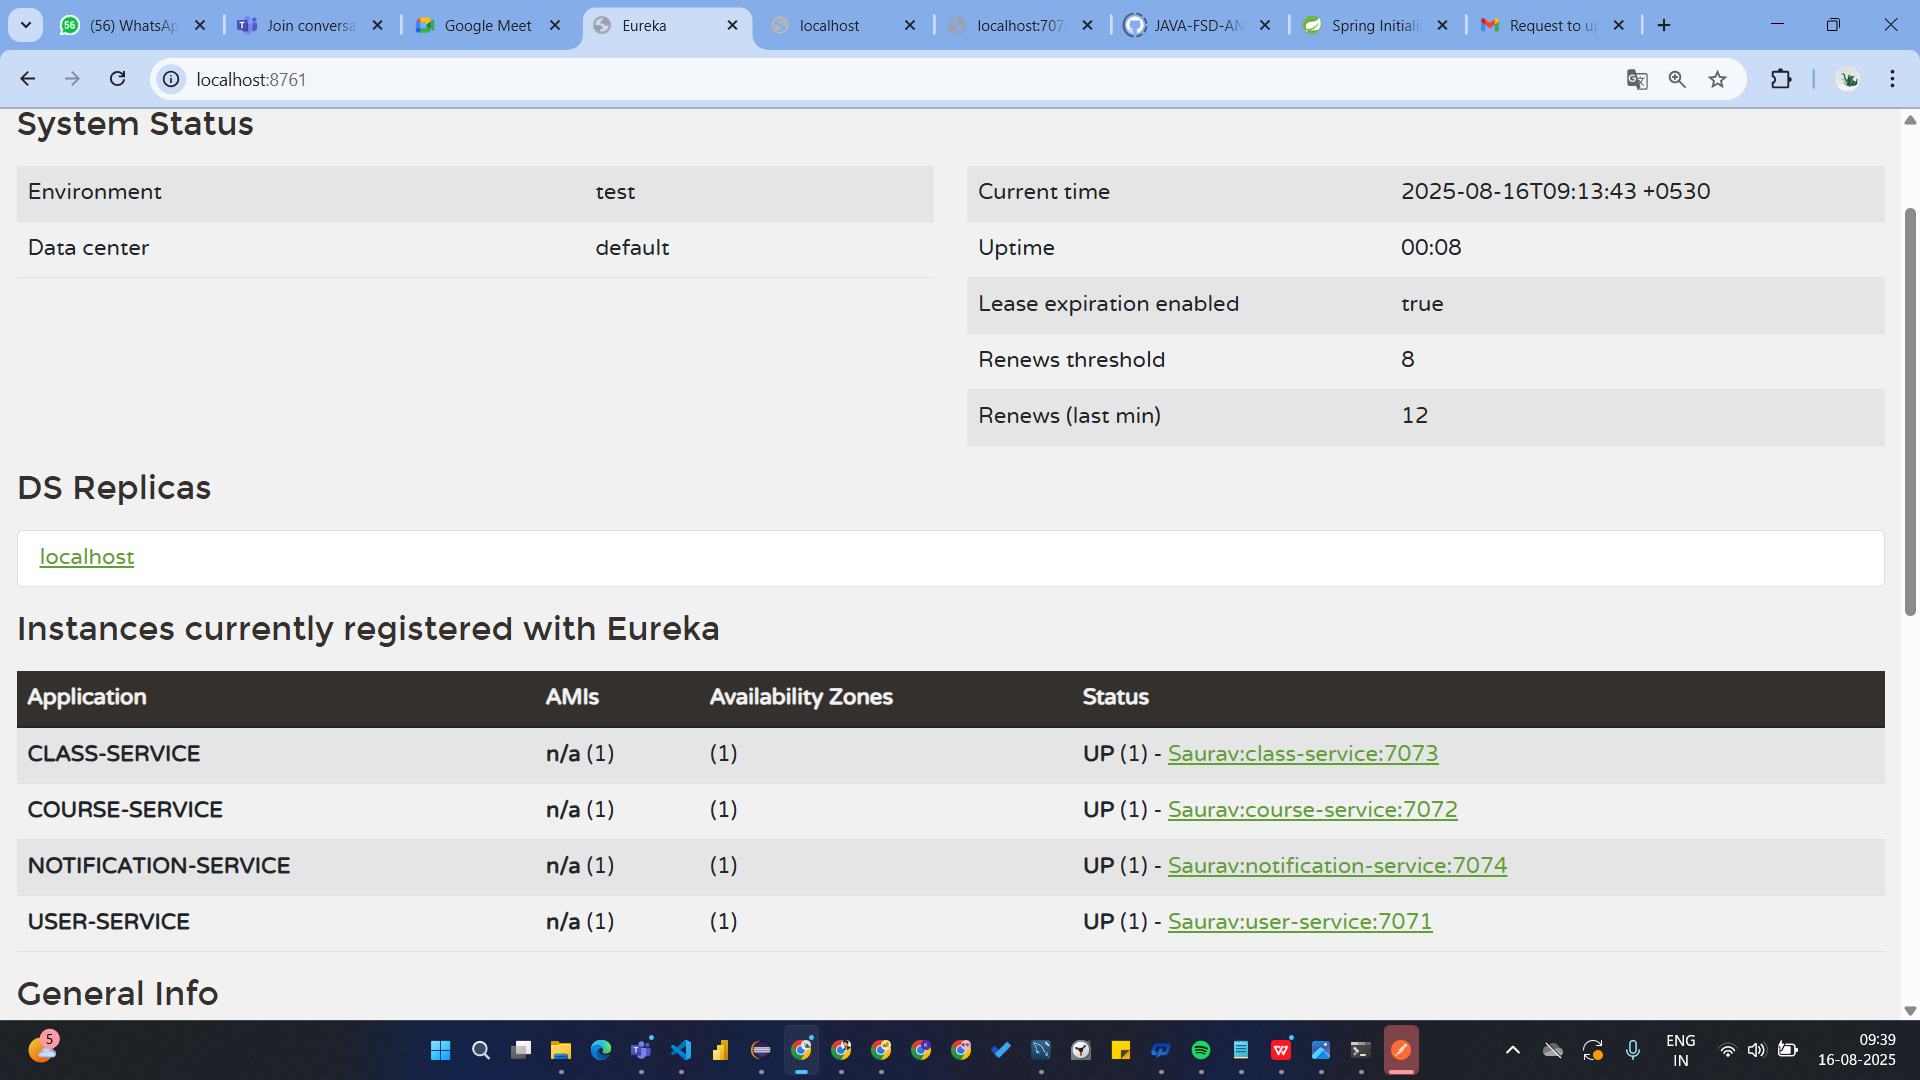 56
(56) WhatsAp
Join conversa
Google Meet
Eureka
localhost
localhost:707
JAVA-FSD-AN
Spring Initiali
Request to up
localhost:8761
System Status
Environment test
Data center default
Current time 2025-08-16T09:13:43 +0530
Uptime 00:08
Lease expiration enabled true
Renews threshold 8
Renews (last min) 12
DS Replicas
localhost
Instances currently registered with Eureka
Application AMIs Availability Zones Status
CLASS-SERVICE n/a (1) (1) UP (1) - Saurav:class-service:7073
COURSE-SERVICE n/a (1) (1) UP (1) - Saurav:course-service:7072
NOTIFICATION-SERVICE n/a (1) (1) UP (1) - Saurav:notification-service:7074
USER-SERVICE n/a (1) (1) UP (1) - Saurav:user-service:7071
General Info
5
ENG
IN
09:39
16-08-2025